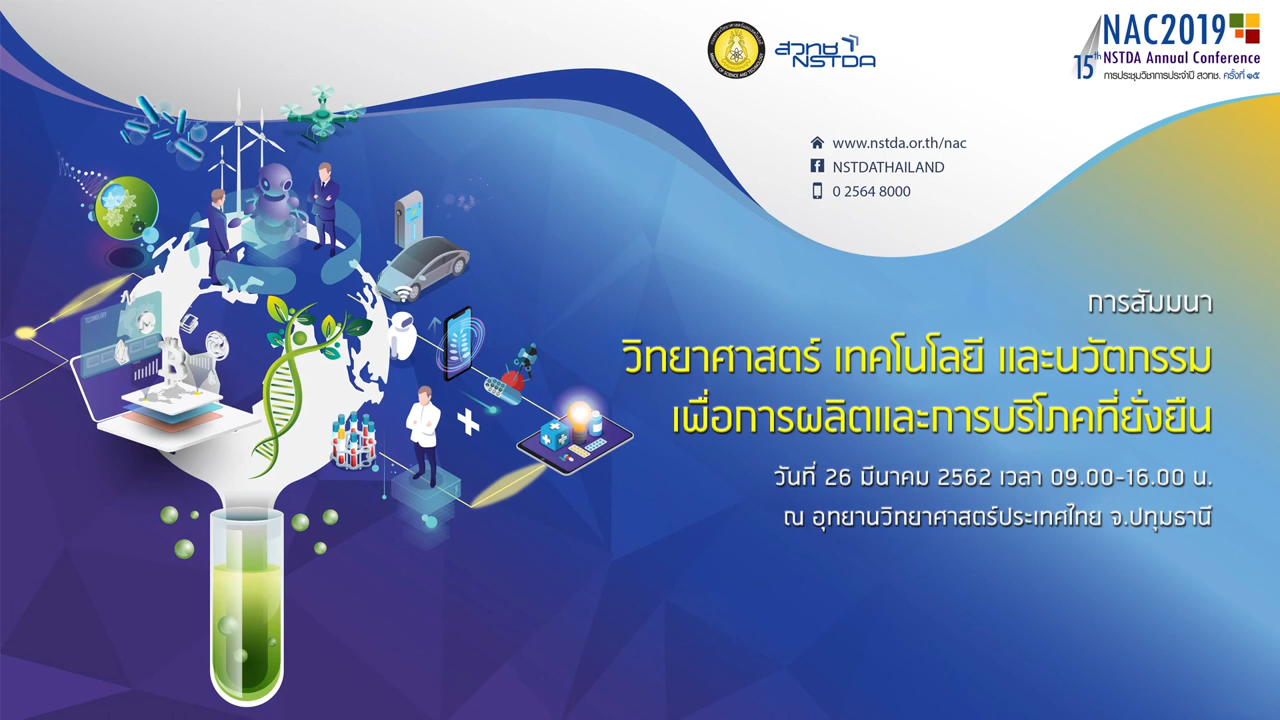 สวทช
NSTDA
NAC2019
15th NSTDA Annual Conference
การประชุมวิชาการประจำปี สวทช. ครั้งที่ ๑๕
www.nstda.or.th/nac
NSTDATHAILAND
0 2564 8000
การสัมมนา
วิทยาศาสตร์ เทคโนโลยี และนวัตกรรม
เพื่อการผลิตและการบริโภคที่ยั่งยืน
วันที่ 26 มีนาคม 2562 เวลา 09.00-16.00 น.
ณ อุทยานวิทยาศาสตร์ประเทศไทย จ.ปทุมธานี
TECHNOLOGY